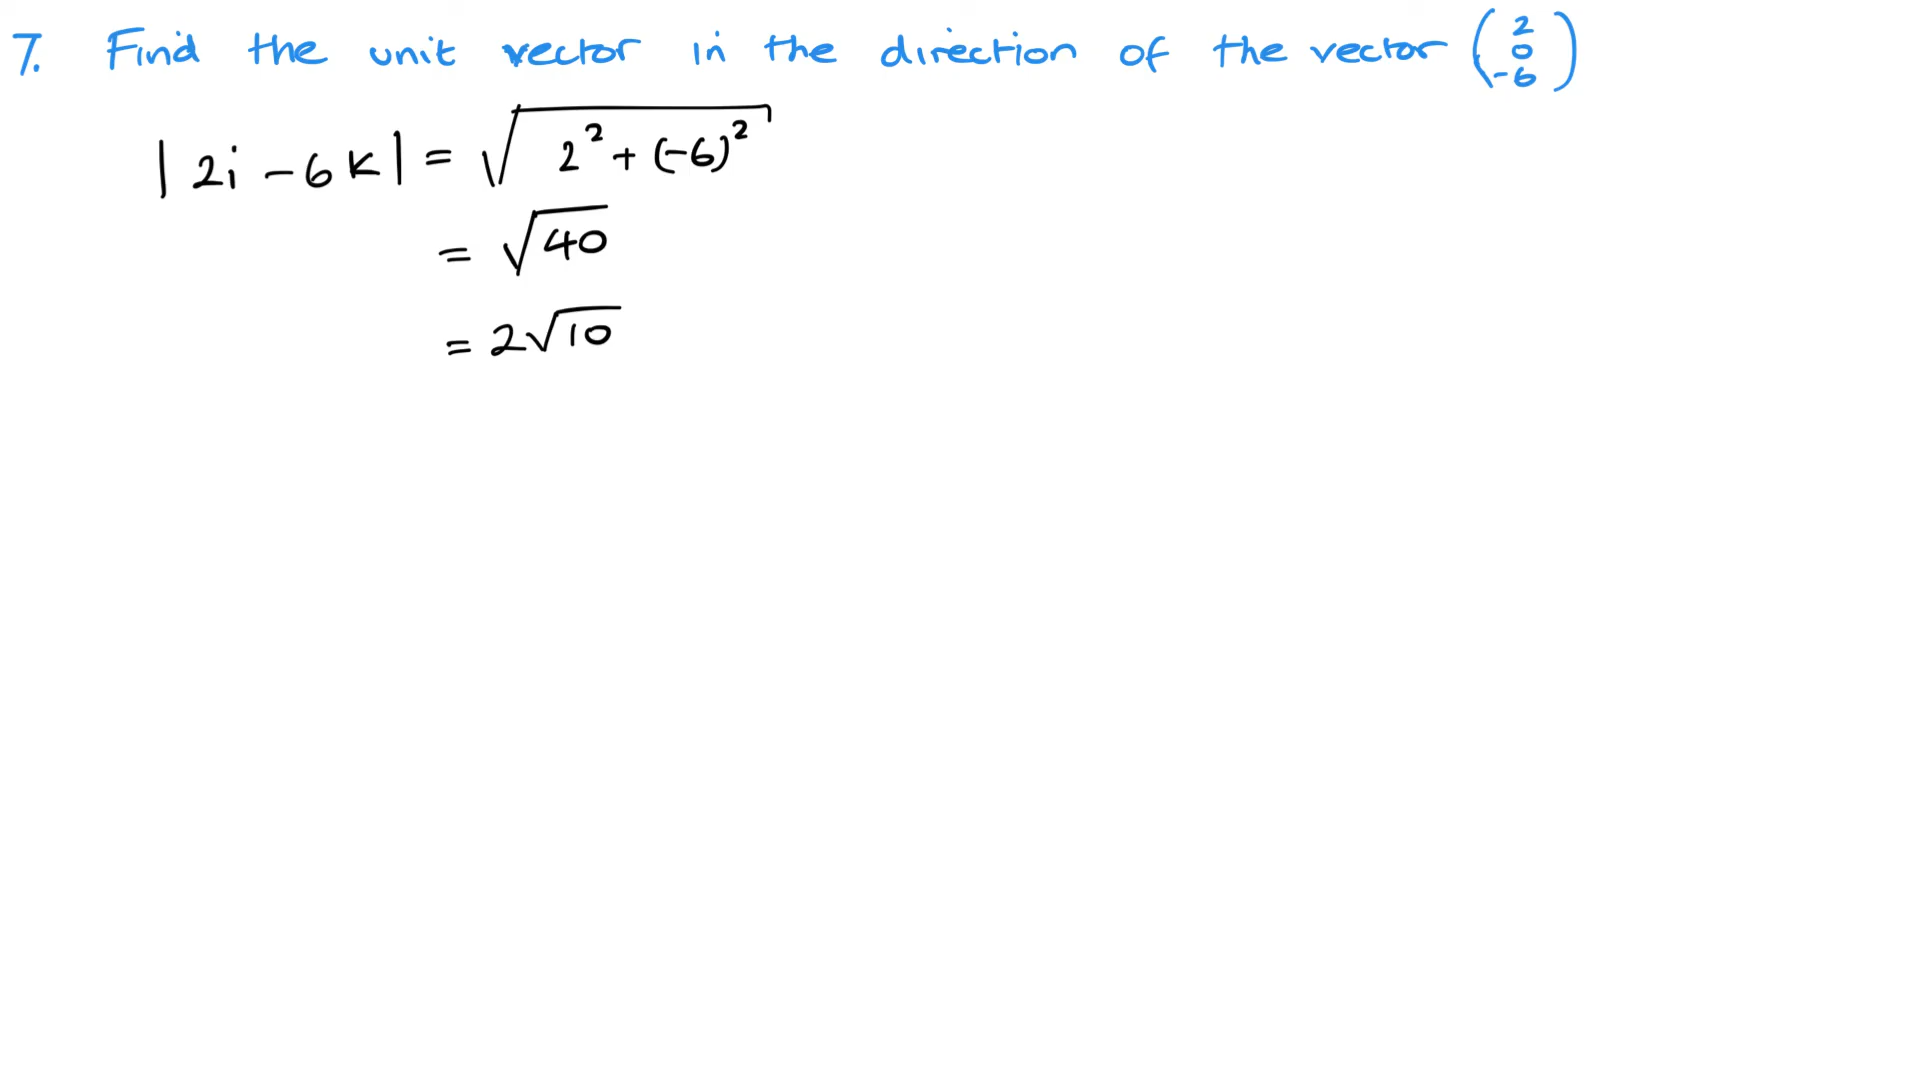 7. Find the unit vector in the direction of the vector (2 0 -6)
|2i - 6k| = √(2² + (-6)²)
= √40
= 2√10